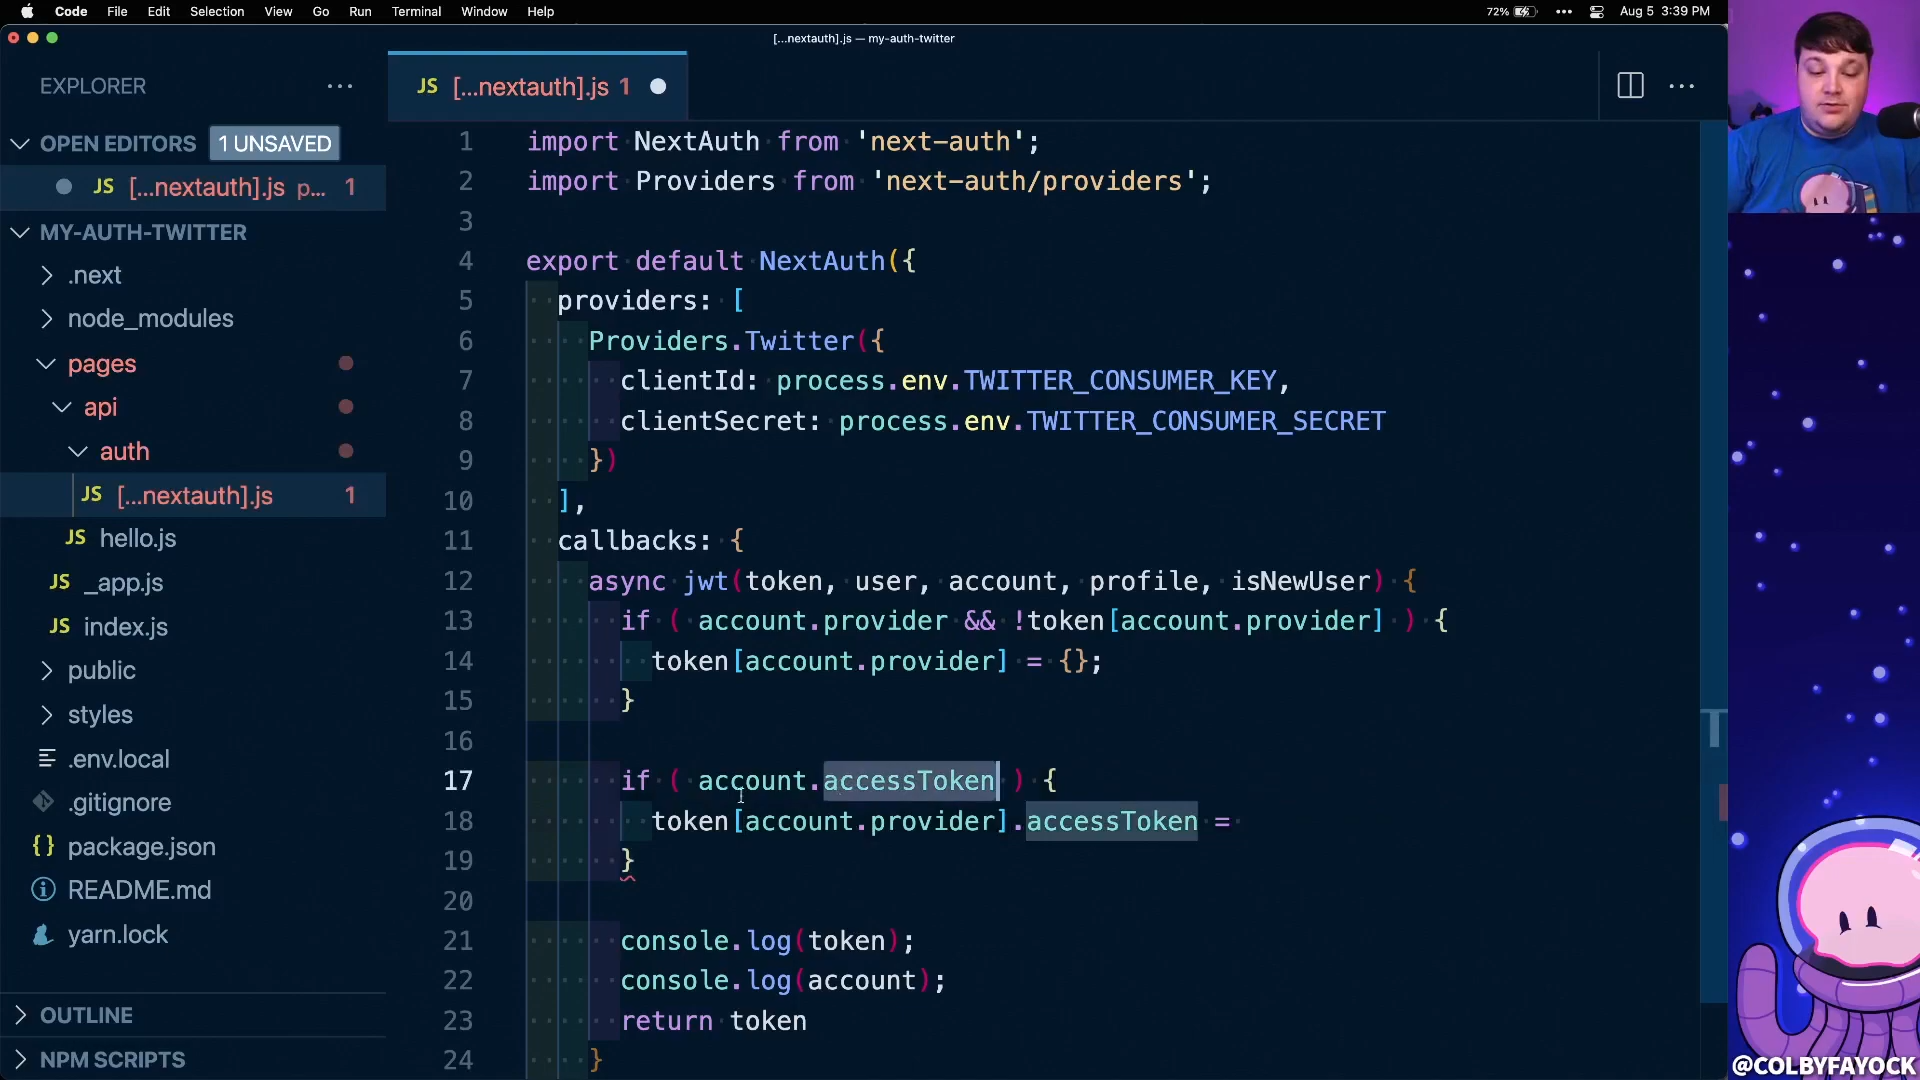 Code File Edit Selection View Go Run Terminal Window Help 72% Aug 5 3:39 PM
[...nextauth].js — my-auth-twitter
EXPLORER
JS [...nextauth].js 1
OPEN EDITORS 1 UNSAVED
JS [...nextauth].js p... 1
MY-AUTH-TWITTER
.next
node_modules
pages
api
auth
JS [...nextauth].js 1
JS hello.js
JS _app.js
JS index.js
public
styles
.env.local
.gitignore
{} package.json
README.md
yarn.lock
OUTLINE
NPM SCRIPTS
1 import NextAuth from 'next-auth';
2 import Providers from 'next-auth/providers';
3
4 export default NextAuth({
5 providers: [
6 Providers.Twitter({
7 clientId: process.env.TWITTER_CONSUMER_KEY,
8 clientSecret: process.env.TWITTER_CONSUMER_SECRET
9 })
10 ],
11 callbacks: {
12 async jwt(token, user, account, profile, isNewUser) {
13 if ( account.provider && !token[account.provider] ) {
14 token[account.provider] = {};
15 }
16
17 if ( account.accessToken ) {
18 token[account.provider].accessToken =
19 }
20
21 console.log(token);
22 console.log(account);
23 return token
24 }
@COLBYFAYOCK